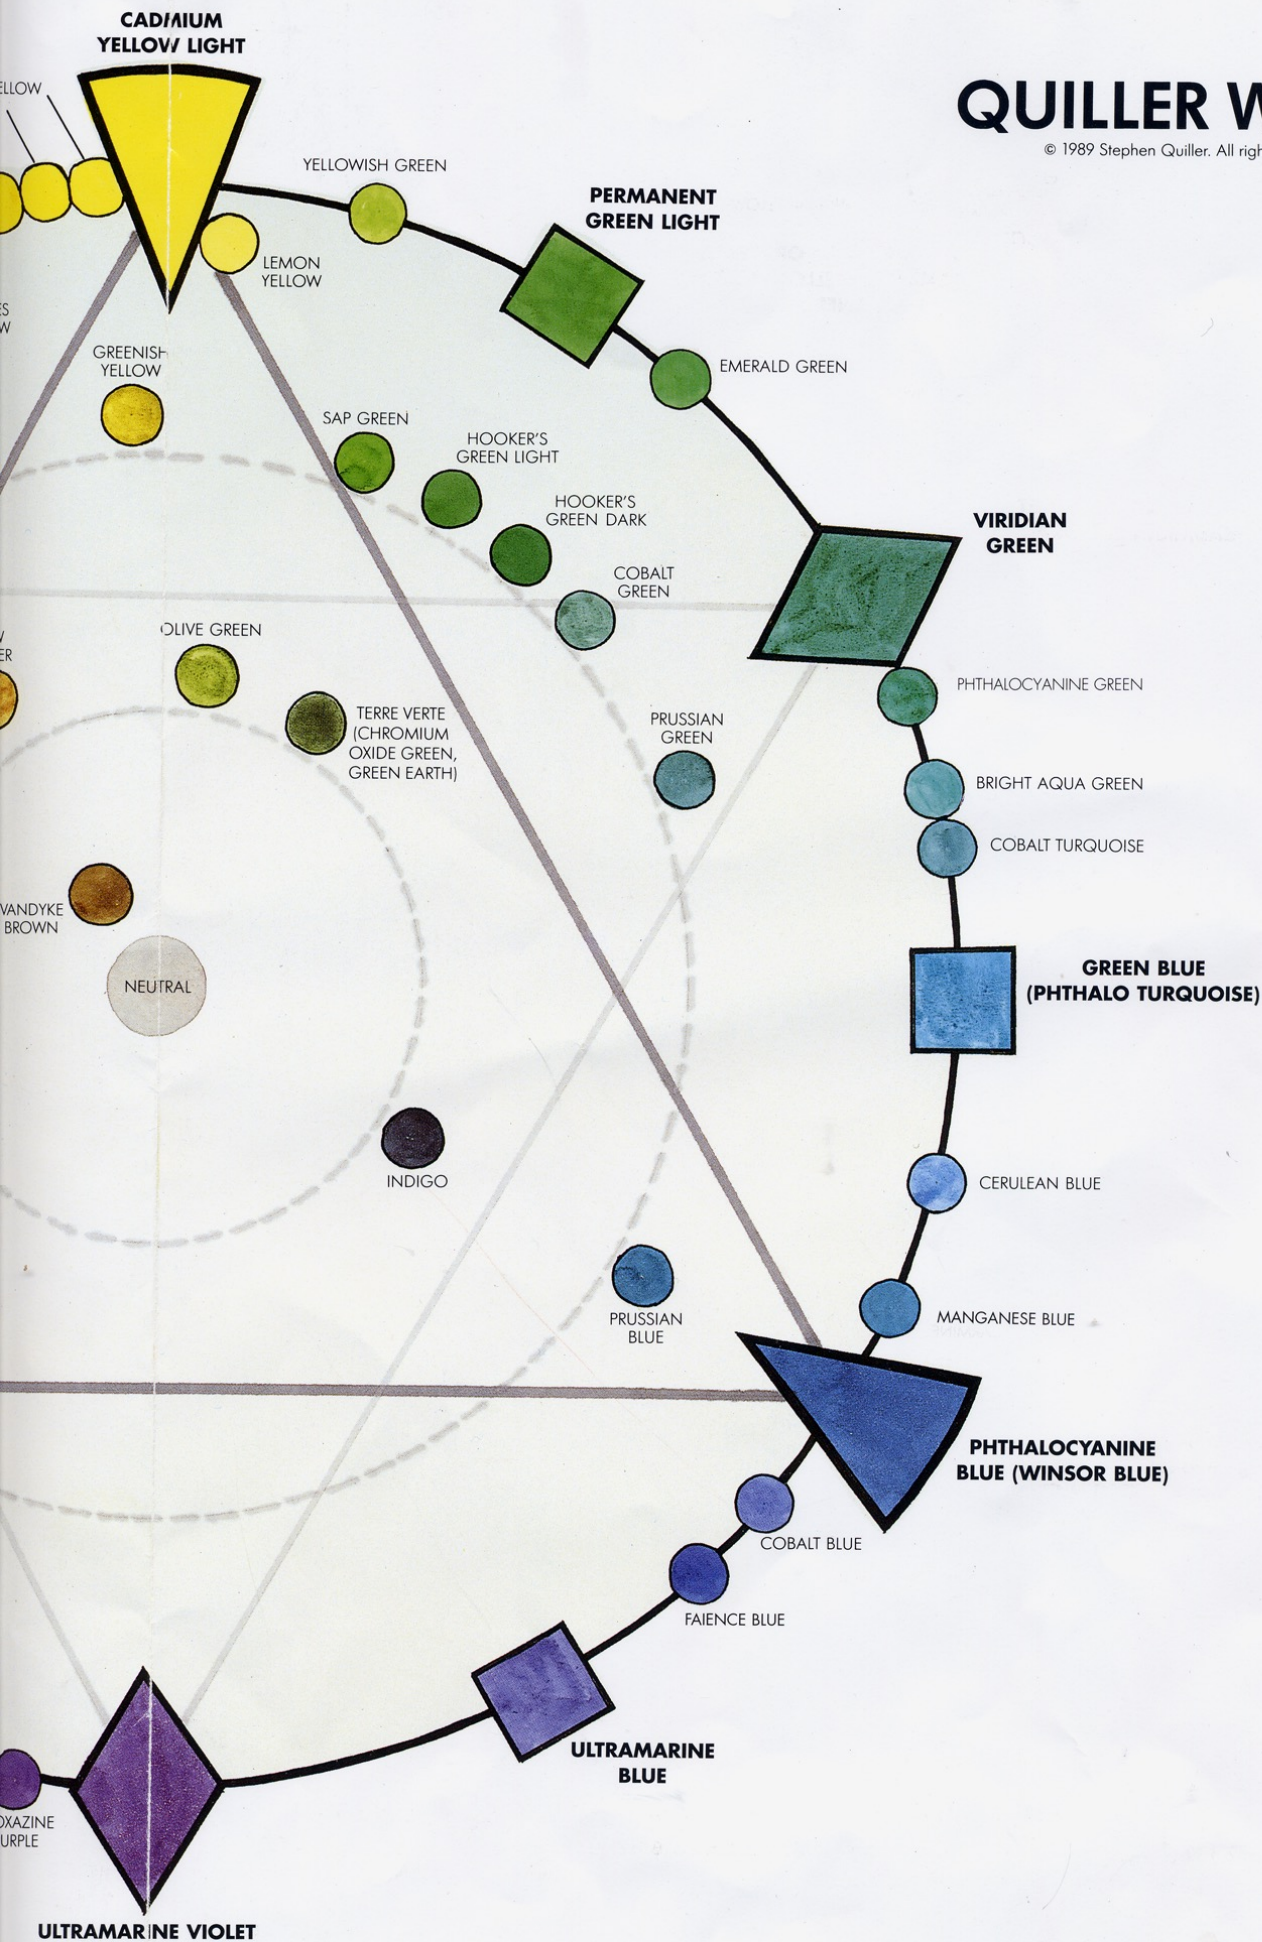 CADMIUM
YELLOW LIGHT
QUILLER
© 1989 Stephen Quiller. All
YELLOWISH GREEN
PERMANENT
GREEN LIGHT
LEMON
YELLOW
GREENISH
YELLOW
EMERALD GREEN
SAP GREEN
HOOKER'S
GREEN LIGHT
HOOKER'S
GREEN DARK
VIRIDIAN
GREEN
COBALT
GREEN
OLIVE GREEN
PHTHALOCYANINE GREEN
TERRE VERTE
(CHROMIUM
OXIDE GREEN,
GREEN EARTH)
PRUSSIAN
GREEN
BRIGHT AQUA GREEN
COBALT TURQUOISE
VANDYKE
BROWN
NEUTRAL
GREEN BLUE
(PHTHALO TURQUOISE)
INDIGO
CERULEAN BLUE
PRUSSIAN
BLUE
MANGANESE BLUE
PHTHALOCYANINE
BLUE (WINSOR BLUE)
COBALT BLUE
FAIENCE BLUE
ULTRAMARINE
BLUE
ULTRAMARINE VIOLET